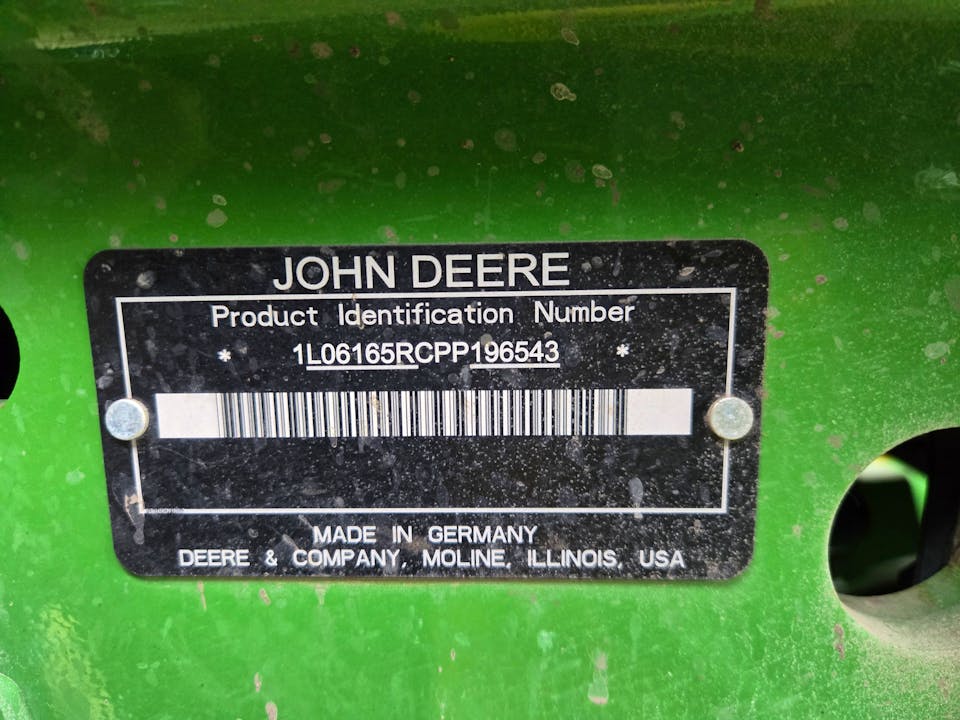 JOHN DEERE
Product Identification Number
* 1L06165RCPP196543 *
MADE IN GERMANY
DEERE & COMPANY, MOLINE, ILLINOIS, USA